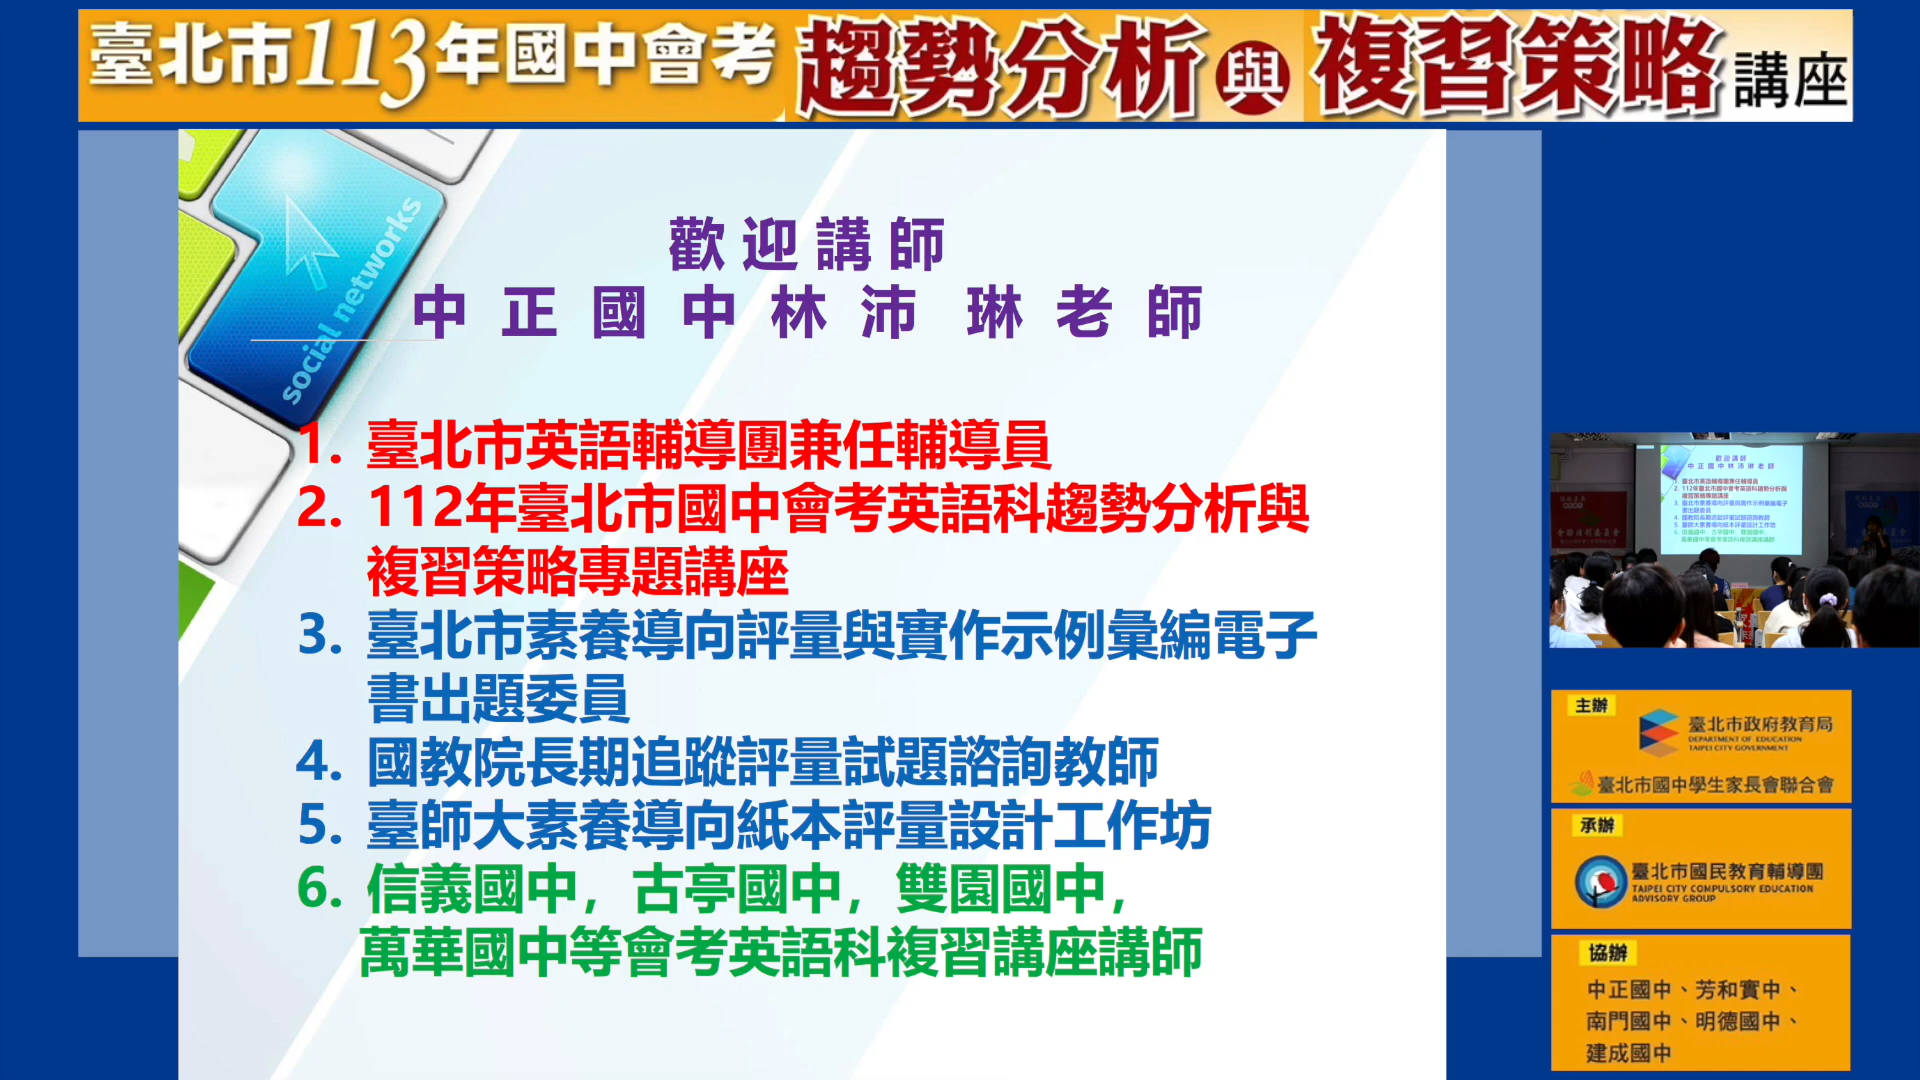 臺北市113年國中會考 趨勢分析與複習策略 講座
social networks
歡迎講師
中正國中林沛琳老師
1. 臺北市英語輔導團兼任輔導員
2. 112年臺北市國中會考英語科趨勢分析與
複習策略專題講座
3. 臺北市素養導向評量與實作示例彙編電子
書出題委員
4. 國教院長期追蹤評量試題諮詢教師
5. 臺師大素養導向紙本評量設計工作坊
6. 信義國中，古亭國中，雙園國中，
萬華國中等會考英語科複習講座講師
主辦
臺北市政府教育局
DEPARTMENT OF EDUCATION
TAIPEI CITY GOVERNMENT
臺北市國中學生家長會聯合會
承辦
臺北市國民教育輔導團
TAIPEI CITY COMPULSORY EDUCATION
ADVISORY GROUP
協辦
中正國中、芳和實中、
南門國中、明德國中、
建成國中